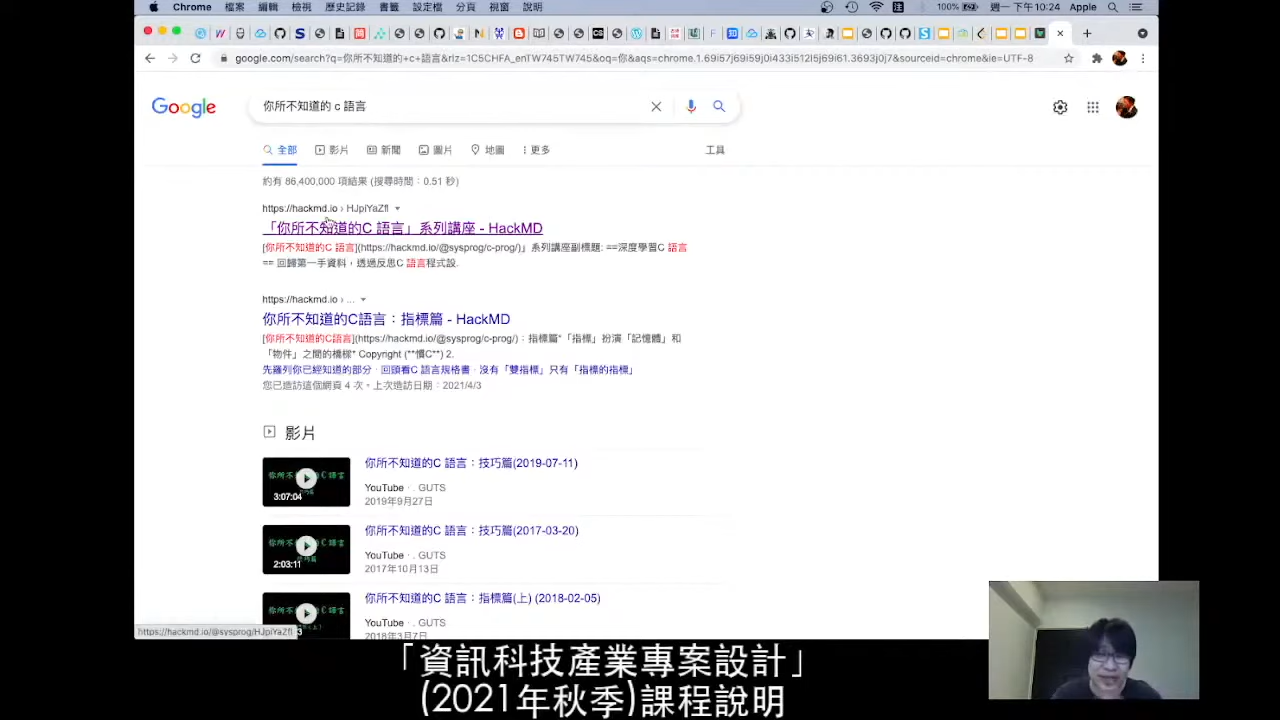 Chrome 檔案 編輯 檢視 歷史記錄 書籤 設定檔 分頁 視窗 說明 100% 週一 下午10:24 Apple
google.com/search?q=你所不知道的+c+語言&rlz=1C5CHFA_enTW745TW745&oq=你&aqs=chrome.1.69i57j69i59j0i433i512l5j69i61.3693j0j7&sourceid=chrome&ie=UTF-8
Google
你所不知道的 c 語言
全部 影片 新聞 圖片 地圖 更多 工具
約有 86,400,000 項結果 (搜尋時間：0.51 秒)
https://hackmd.io › HJpiYaZfl
「你所不知道的C 語言」系列講座 - HackMD
[你所不知道的C 語言](https://hackmd.io/@sysprog/c-prog/)」系列講座副標題: ==深度學習C 語言
== 回歸第一手資料，透過反思C 語言程式設.
https://hackmd.io › ...
你所不知道的C語言：指標篇 - HackMD
[你所不知道的C語言](https://hackmd.io/@sysprog/c-prog/)：指標篇*「指標」扮演「記憶體」和
「物件」之間的橋樑* Copyright (**慣C**) 2.
先羅列你已經知道的部分 · 回頭看C 語言規格書 · 沒有「雙指標」只有「指標的指標」
您已造訪這個網頁 4 次。上次造訪日期：2021/4/3
影片
你所不知道的C 語言：技巧篇(2019-07-11)
3:07:04
YouTube · . GUTS
2019年9月27日
你所不知道的C 語言：技巧篇(2017-03-20)
2:03:11
YouTube · . GUTS
2017年10月13日
你所不知道的C 語言：指標篇(上) (2018-02-05)
YouTube · . GUTS
2018年3月7日
https://hackmd.io/@sysprog/HJpiYaZfl
「資訊科技產業專案設計」
(2021年秋季)課程說明